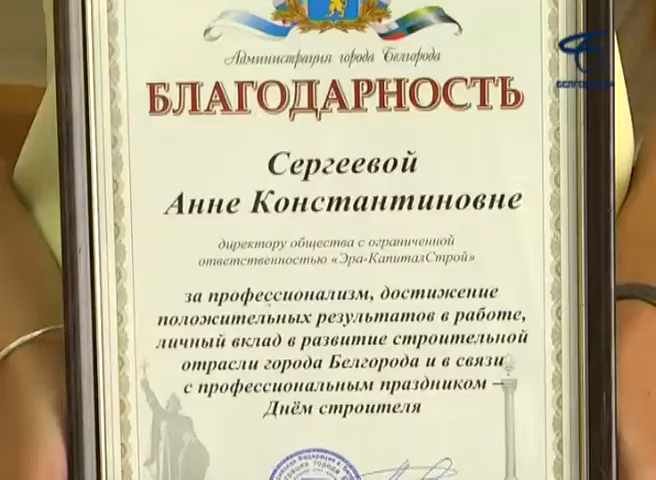 Администрация города Белгорода
БЛАГОДАРНОСТЬ
Сергеевой
Анне Константиновне
директору общества с ограниченной
ответственностью «Эра-КапиталСтрой»
за профессионализм, достижение
положительных результатов в работе,
личный вклад в развитие строительной
отрасли города Белгорода и в связи
с профессиональным праздником –
Днём строителя